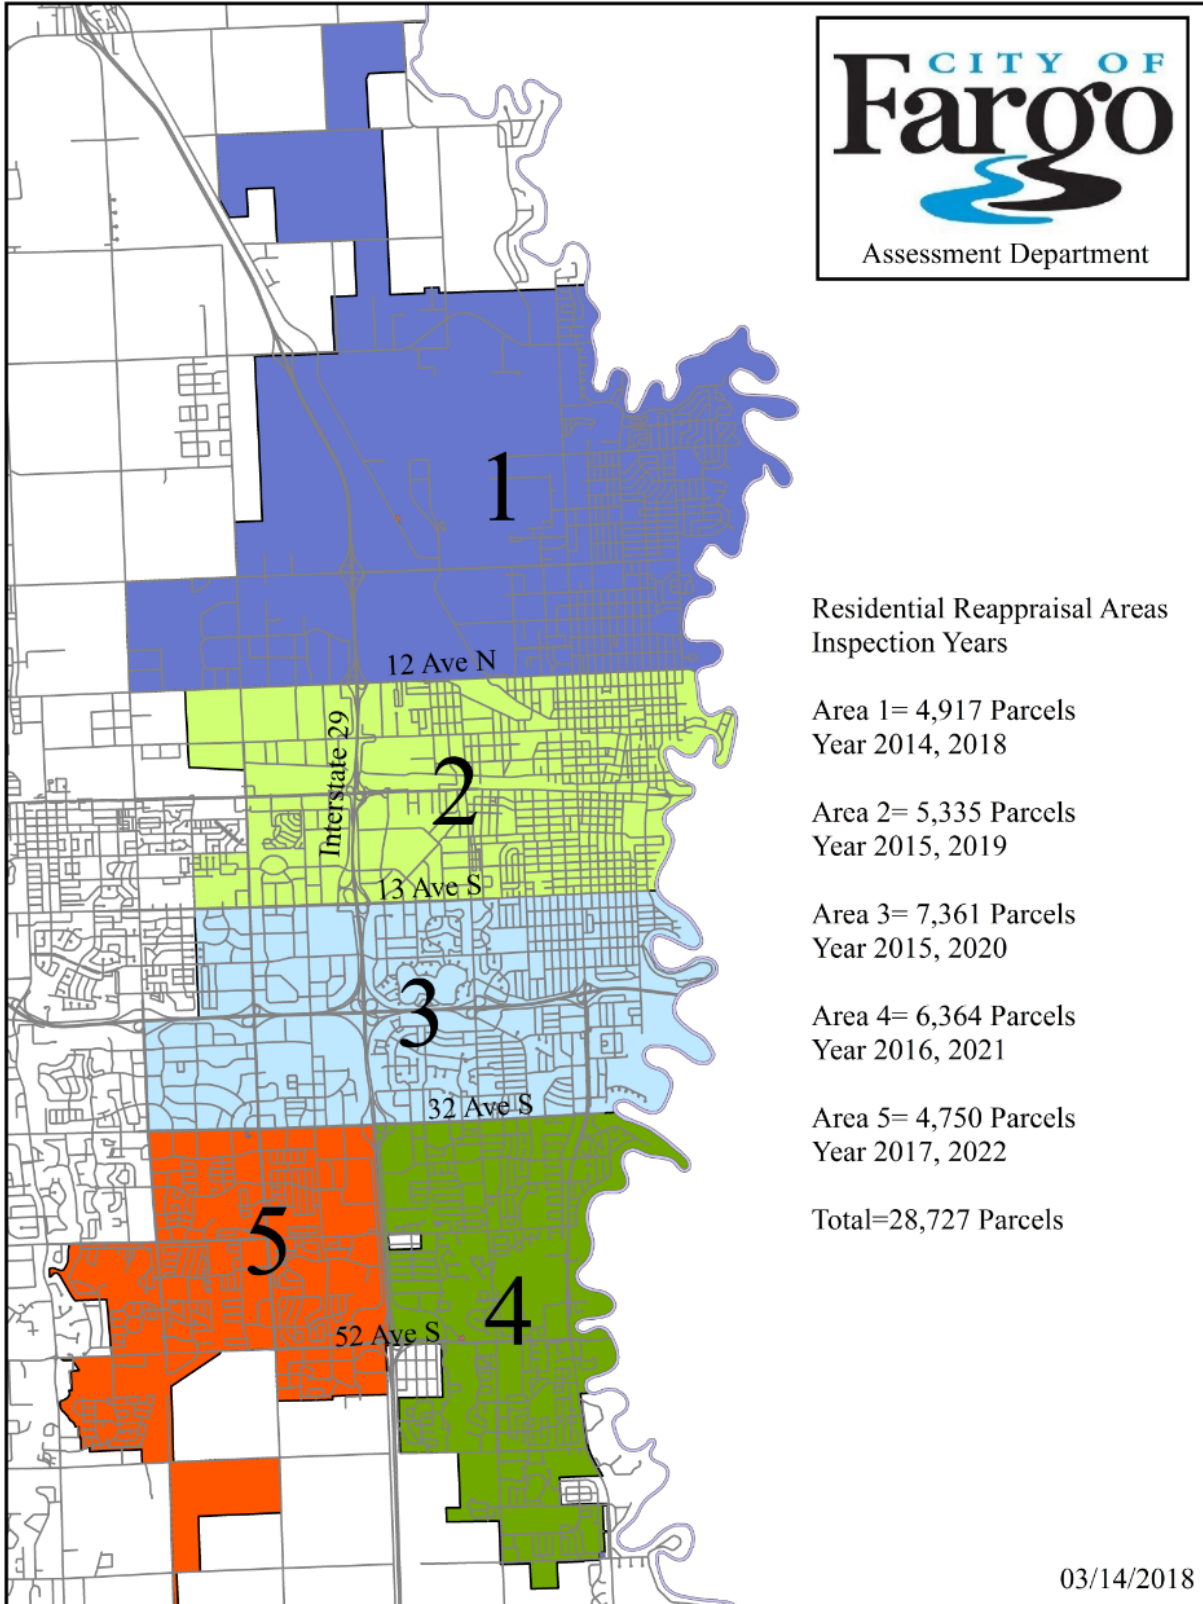 CITY OF
Fargo
Assessment Department
1
12 Ave N
Interstate 29
2
13 Ave S
3
32 Ave S
5
4
52 Ave S
Residential Reappraisal Areas
Inspection Years
Area 1= 4,917 Parcels
Year 2014, 2018
Area 2= 5,335 Parcels
Year 2015, 2019
Area 3= 7,361 Parcels
Year 2015, 2020
Area 4= 6,364 Parcels
Year 2016, 2021
Area 5= 4,750 Parcels
Year 2017, 2022
Total=28,727 Parcels
03/14/2018